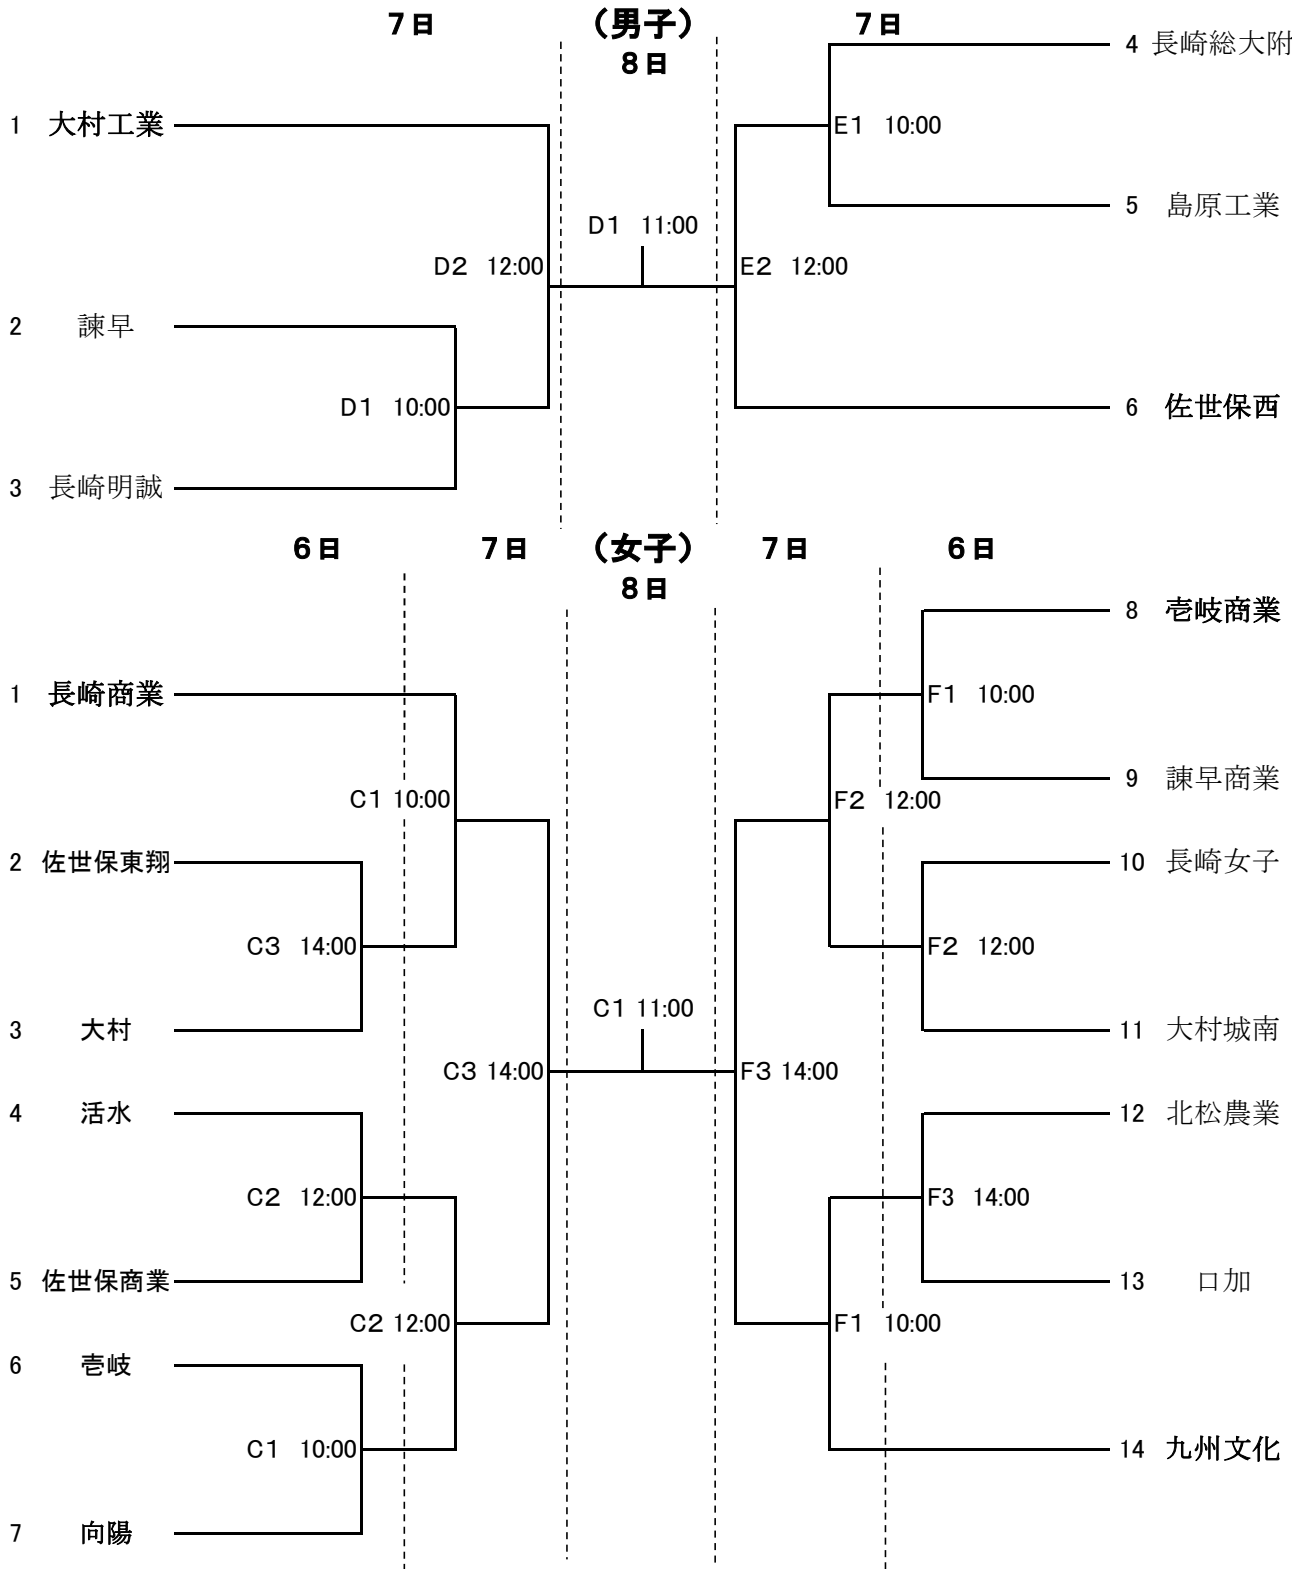 7日 （男子） 7日
8日
4 長崎総大附
1 大村工業
E1 10:00
5 島原工業
D1 11:00
D2 12:00
E2 12:00
2 諫早
D1 10:00
6 佐世保西
3 長崎明誠
6日 7日 （女子） 7日 6日
8日
8 壱岐商業
1 長崎商業
F1 10:00
9 諫早商業
C1 10:00
F2 12:00
2 佐世保東翔
10 長崎女子
C3 14:00
F2 12:00
C1 11:00
3 大村
11 大村城南
C3 14:00
F3 14:00
4 活水
12 北松農業
C2 12:00
F3 14:00
5 佐世保商業
13 口加
C2 12:00
F1 10:00
6 壱岐
C1 10:00
14 九州文化
7 向陽